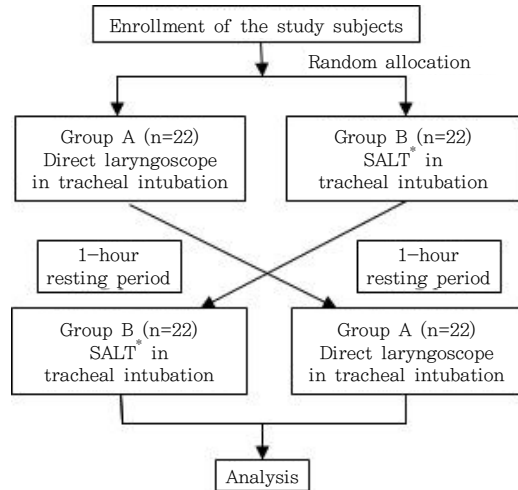 Enrollment of the study subjects
Random allocation
Group A (n=22)
Direct laryngoscope
in tracheal intubation
Group B (n=22)
SALT* in
tracheal intubation
1-hour
resting period
1-hour
resting period
Group B (n=22)
SALT* in
tracheal intubation
Group A (n=22)
Direct laryngoscope
in tracheal intubation
Analysis